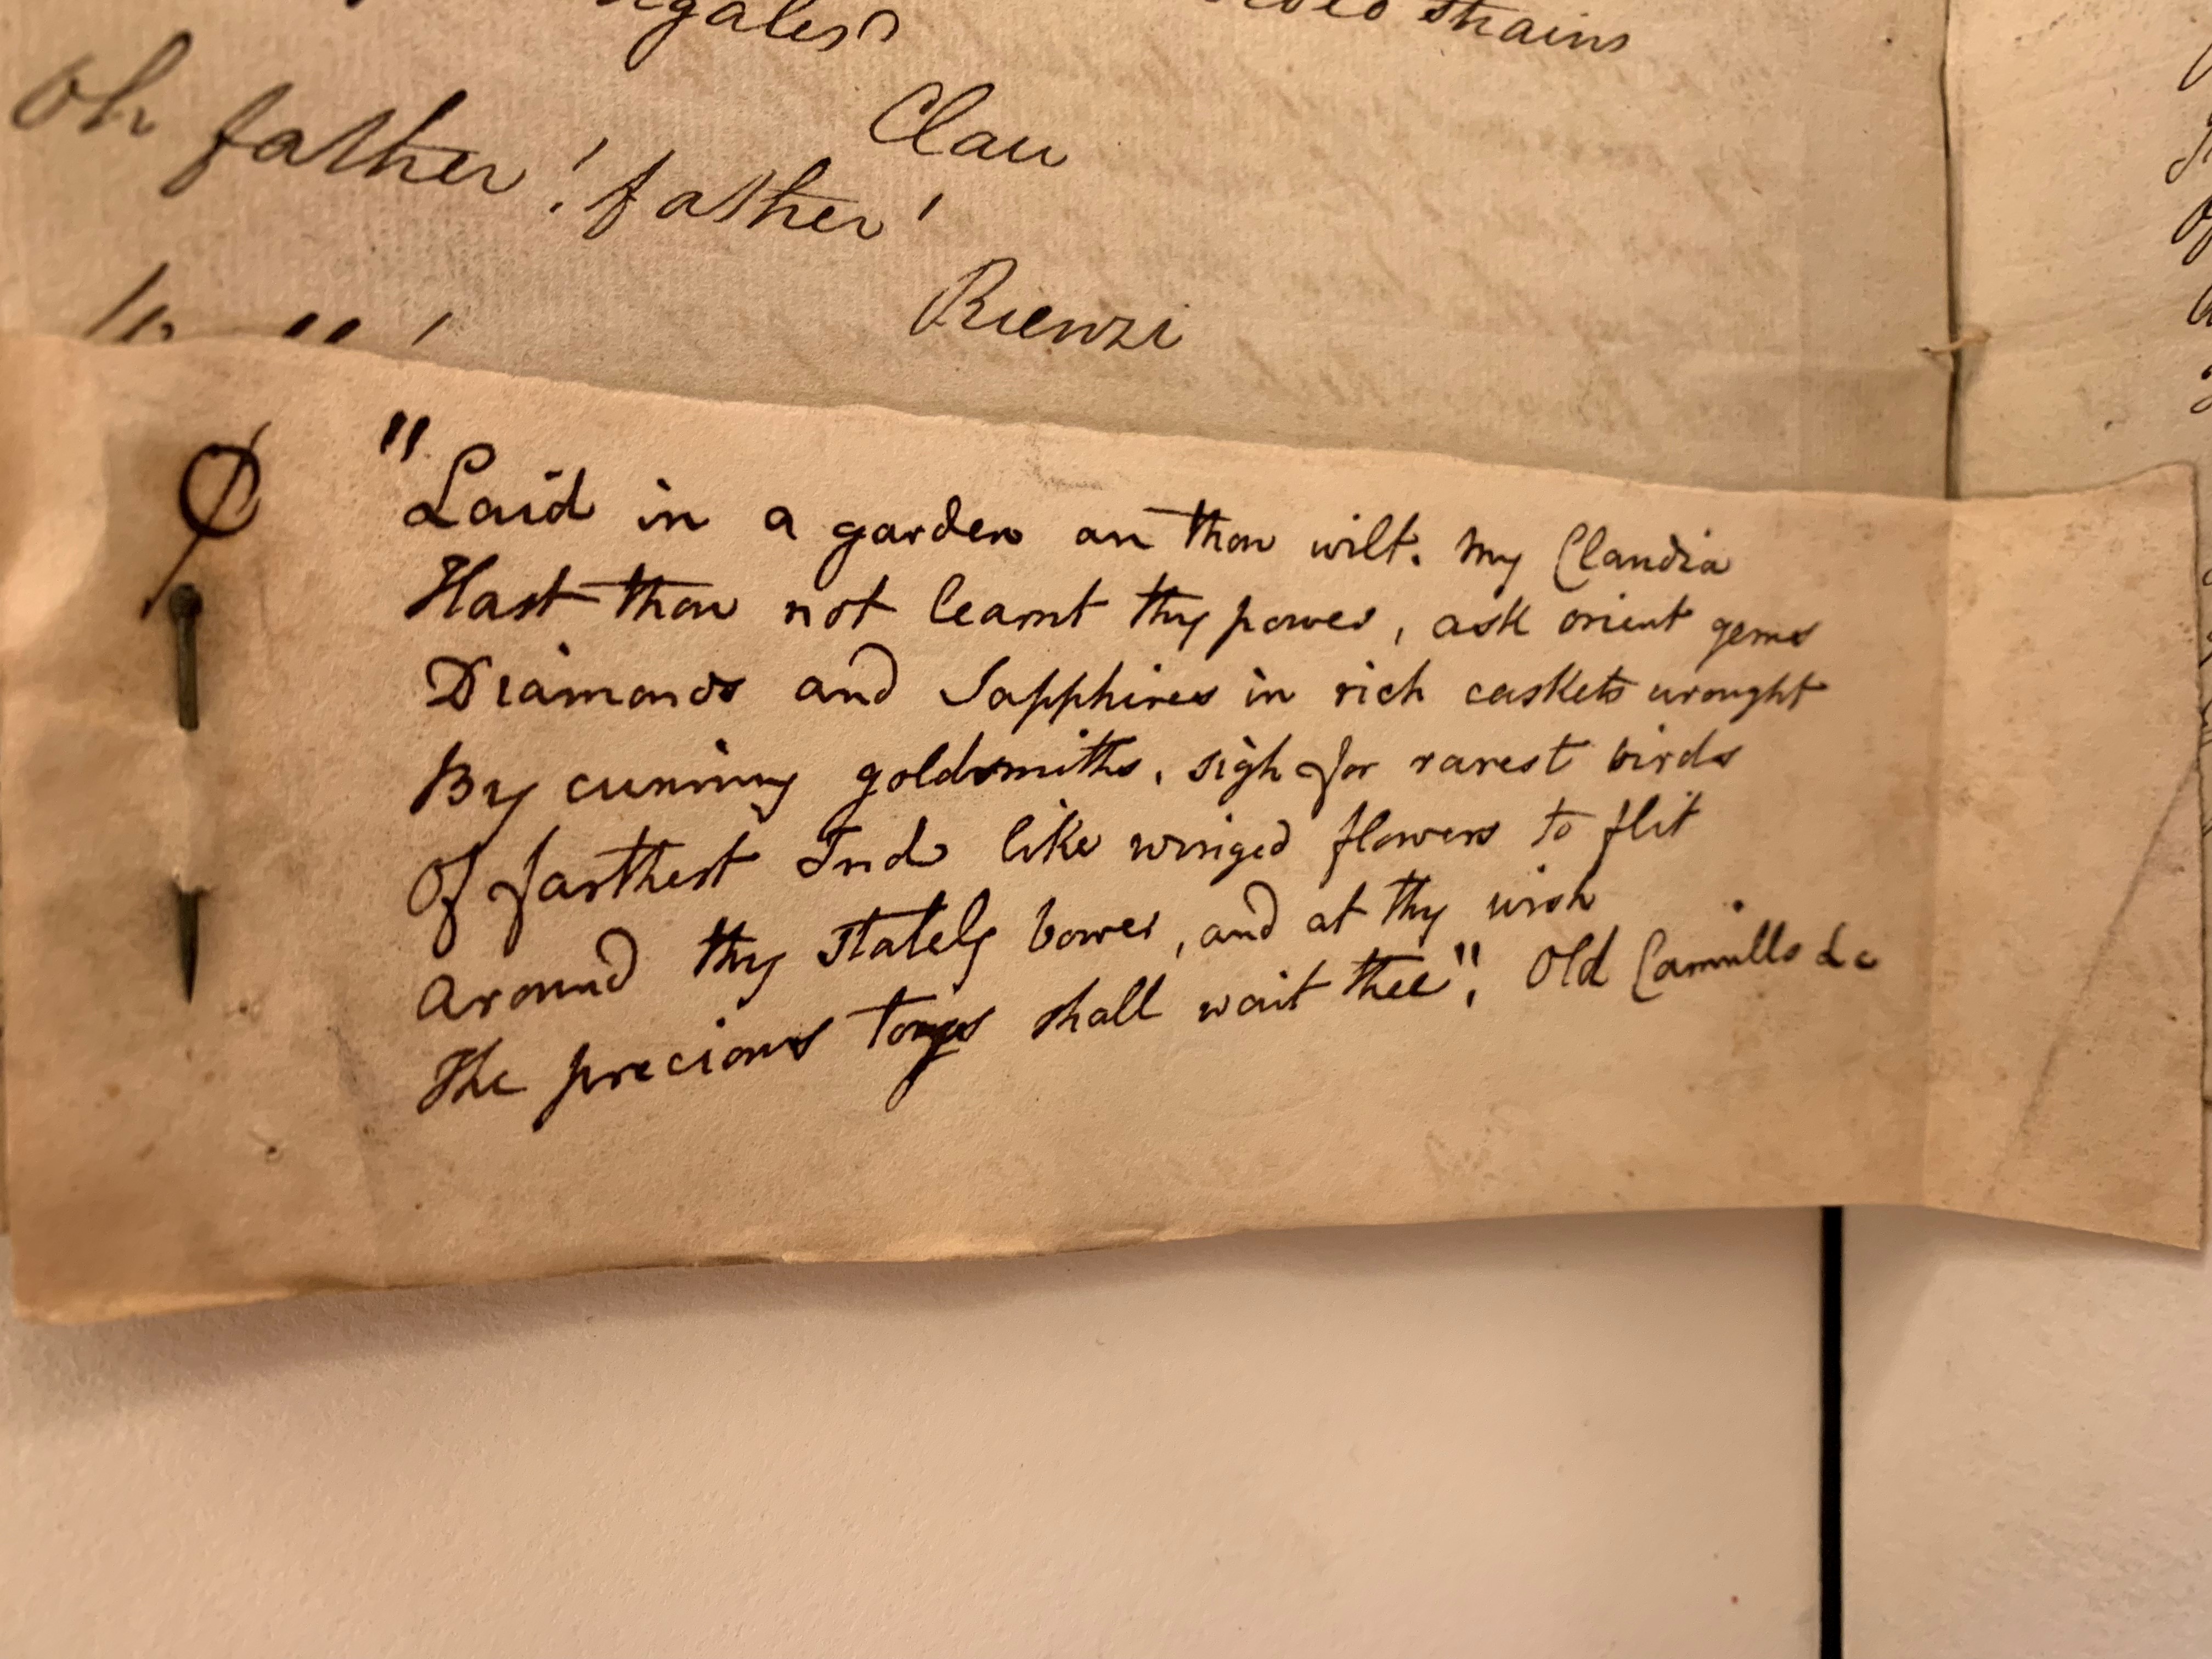 Strains
Clau
Oh father! father!
Rienzi
"Laid in a garden an thou wilt. My Claudia
Hast thou not learnt thy power, ask orient gems
Diamonds and Sapphires in rich caskets wrought
By cunning goldsmiths, sigh for rarest birds
Of farthest Ind like winged flowers to flit
Around thy stately bower, and at thy wish
The precious toys shall wait thee", Old Camillo &c